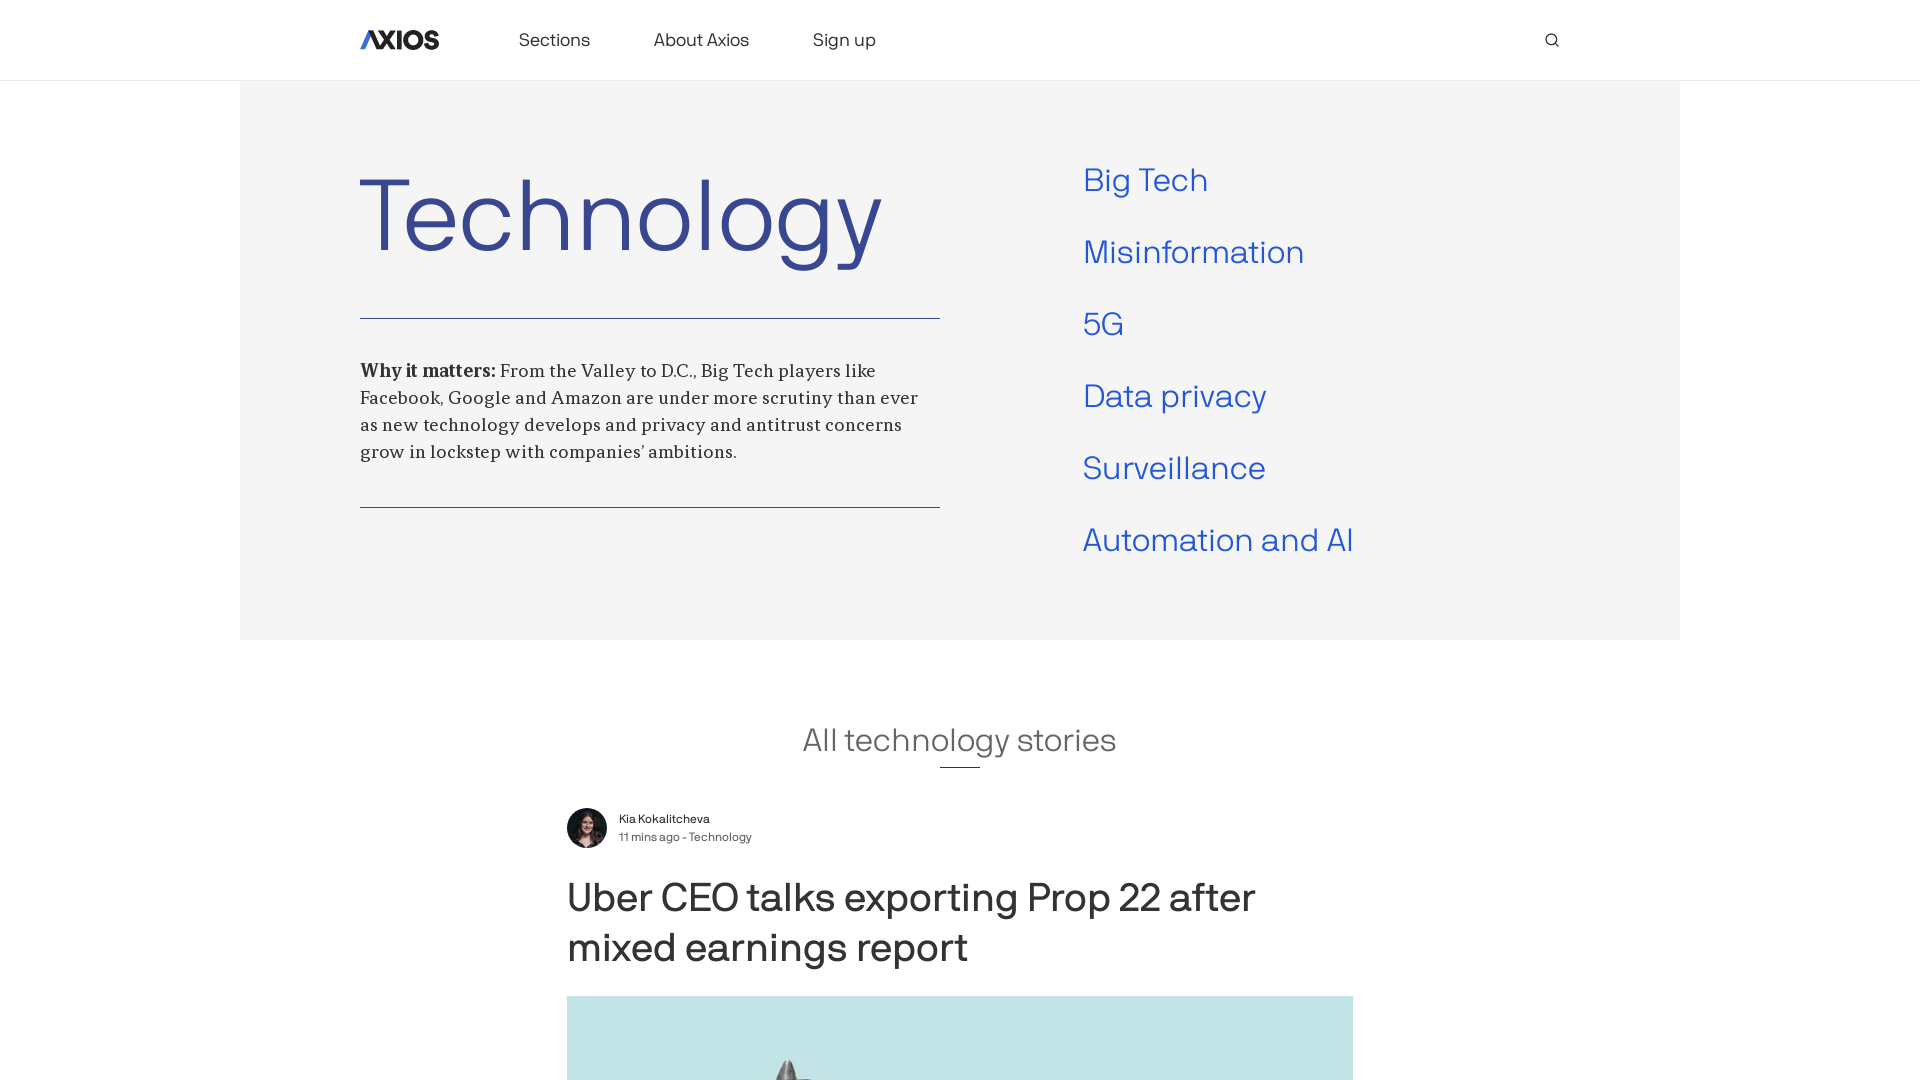 AXIOS
Sections
About Axios
Sign up
Technology
Why it matters: From the Valley to D.C., Big Tech players like
Facebook, Google and Amazon are under more scrutiny than ever
as new technology develops and privacy and antitrust concerns
grow in lockstep with companies’ ambitions.
Big Tech
Misinformation
5G
Data privacy
Surveillance
Automation and AI
All technology stories
Kia Kokalitcheva
11 mins ago - Technology
Uber CEO talks exporting Prop 22 after
mixed earnings report